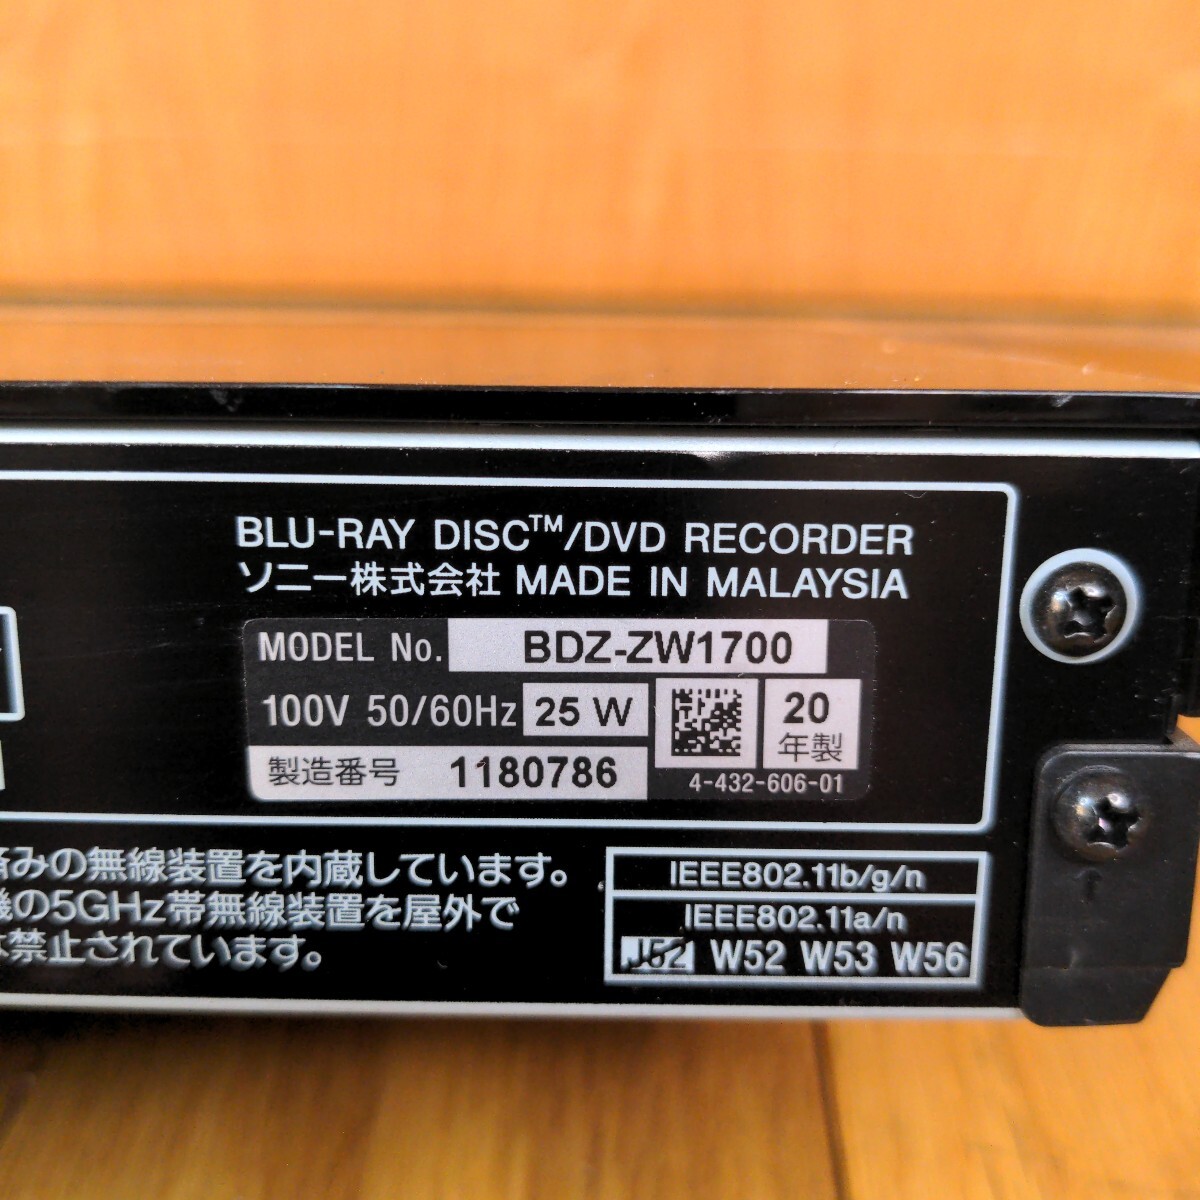 BLU-RAY DISC™/DVD RECORDER
ソニー株式会社 MADE IN MALAYSIA
MODEL No. BDZ-ZW1700
100V 50/60Hz 25 W
20
年製
製造番号 1180786
4-432-606-01
済みの無線装置を内蔵しています。
機の5GHz帯無線装置を屋外で
は禁止されています。
IEEE802.11b/g/n
IEEE802.11a/n
J52 W52 W53 W56